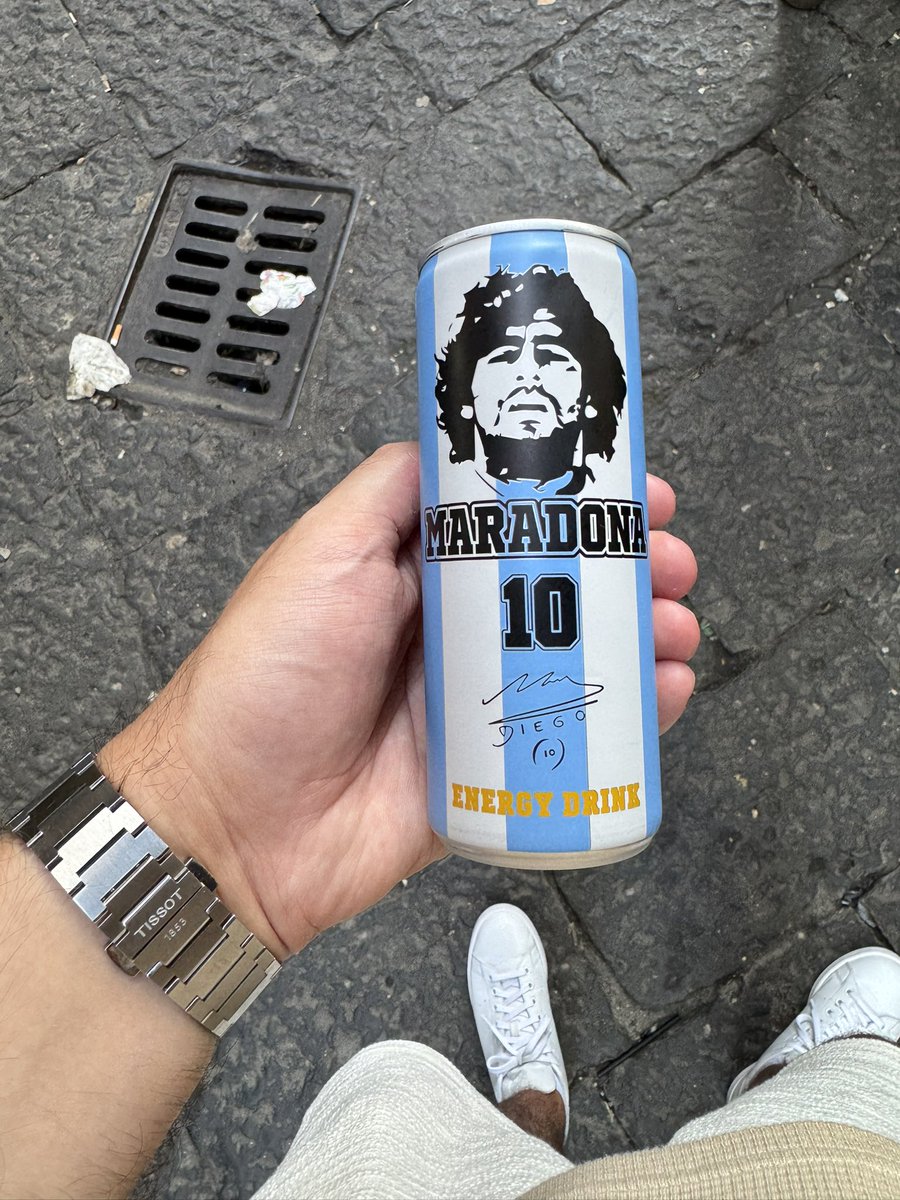 MARADONA
10
DIEGO
(10)
ENERGY DRINK
TISSOT
1853